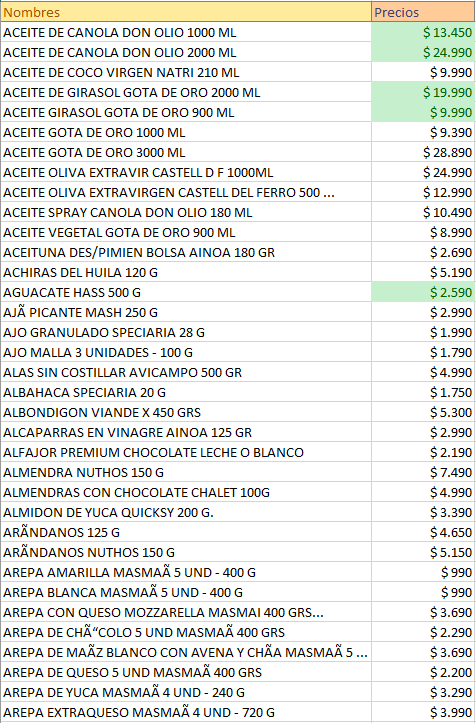 Nombres Precios
ACEITE DE CANOLA DON OLIO 1000 ML $ 13.450
ACEITE DE CANOLA DON OLIO 2000 ML $ 24.990
ACEITE DE COCO VIRGEN NATRI 210 ML $ 9.990
ACEITE DE GIRASOL GOTA DE ORO 2000 ML $ 19.990
ACEITE GIRASOL GOTA DE ORO 900 ML $ 9.990
ACEITE GOTA DE ORO 1000 ML $ 9.390
ACEITE GOTA DE ORO 3000 ML $ 28.890
ACEITE OLIVA EXTRAVIR CASTELL D F 1000ML $ 24.990
ACEITE OLIVA EXTRAVIRGEN CASTELL DEL FERRO 500 ... $ 12.990
ACEITE SPRAY CANOLA DON OLIO 180 ML $ 10.490
ACEITE VEGETAL GOTA DE ORO 900 ML $ 8.990
ACEITUNA DES/PIMIEN BOLSA AINOA 180 GR $ 2.690
ACHIRAS DEL HUILA 120 G $ 5.190
AGUACATE HASS 500 G $ 2.590
AJÃ PICANTE MASH 250 G $ 2.990
AJO GRANULADO SPECIARIA 28 G $ 1.990
AJO MALLA 3 UNIDADES - 100 G $ 1.790
ALAS SIN COSTILLAR AVICAMPO 500 GR $ 4.990
ALBAHACA SPECIARIA 20 G $ 1.750
ALBONDIGON VIANDE X 450 GRS $ 5.300
ALCAPARRAS EN VINAGRE AINOA 125 GR $ 2.990
ALFAJOR PREMIUM CHOCOLATE LECHE O BLANCO $ 2.190
ALMENDRA NUTHOS 150 G $ 7.490
ALMENDRAS CON CHOCOLATE CHALET 100G $ 4.990
ALMIDON DE YUCA QUICKSY 200 G. $ 3.390
ARÃNDANOS 125 G $ 4.650
ARÃNDANOS NUTHOS 150 G $ 5.150
AREPA AMARILLA MASMAÃ 5 UND - 400 G $ 990
AREPA BLANCA MASMAÃ 5 UND - 400 G $ 990
AREPA CON QUESO MOZZARELLA MASMAI 400 GRS... $ 3.690
AREPA DE CHÃ“COLO 5 UND MASMAÃ 400 GRS $ 2.290
AREPA DE MAÃZ BLANCO CON AVENA Y CHÃA MASMAÃ 5 ... $ 3.690
AREPA DE QUESO 5 UND MASMAÃ 400 GRS $ 2.200
AREPA DE YUCA MASMAÃ 4 UND - 240 G $ 3.290
AREPA EXTRAQUESO MASMAÃ 4 UND - 720 G $ 3.990